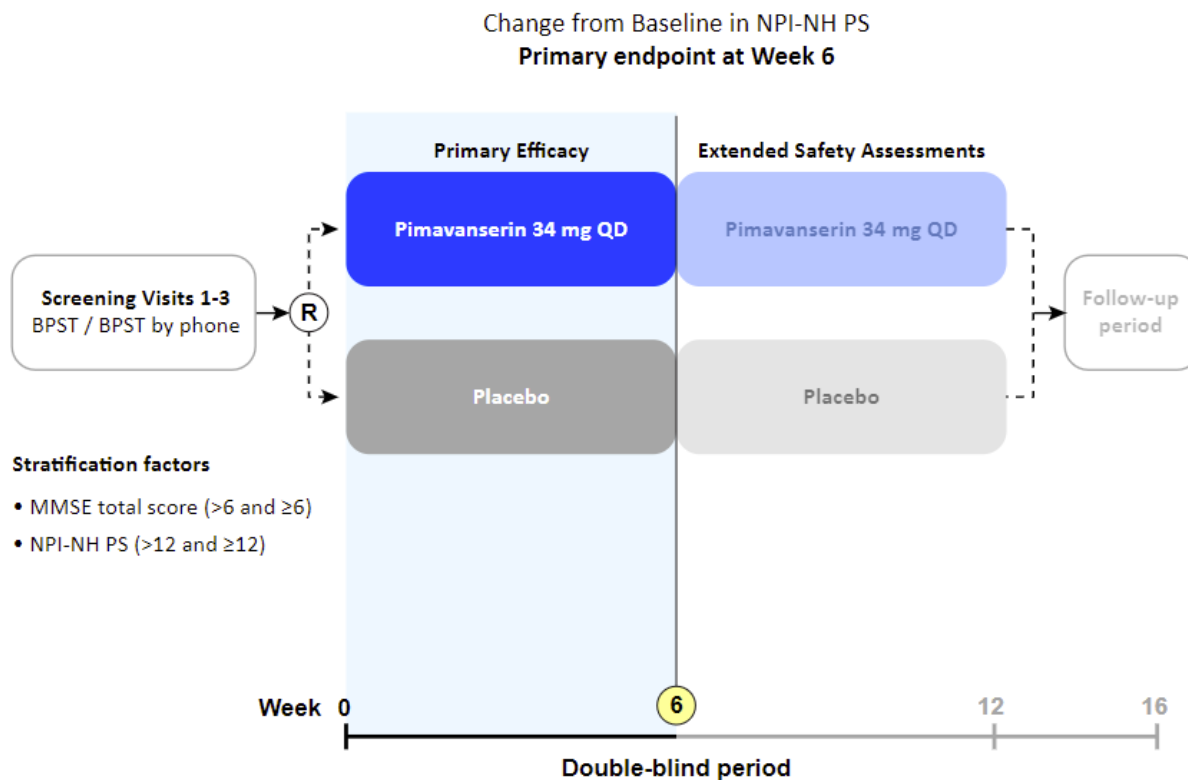 Change from Baseline in NPI-NH PS
Primary endpoint at Week 6
Primary Efficacy
Extended Safety Assessments
Pimavanserin 34 mg QD
Pimavanserin 34 mg QD
Screening Visits 1-3
BPST / BPST by phone
R
Follow-up
period
Placebo
Placebo
Stratification factors
• MMSE total score (>6 and ≥6)
• NPI-NH PS (>12 and ≥12)
Week 0 6 12 16
Double-blind period